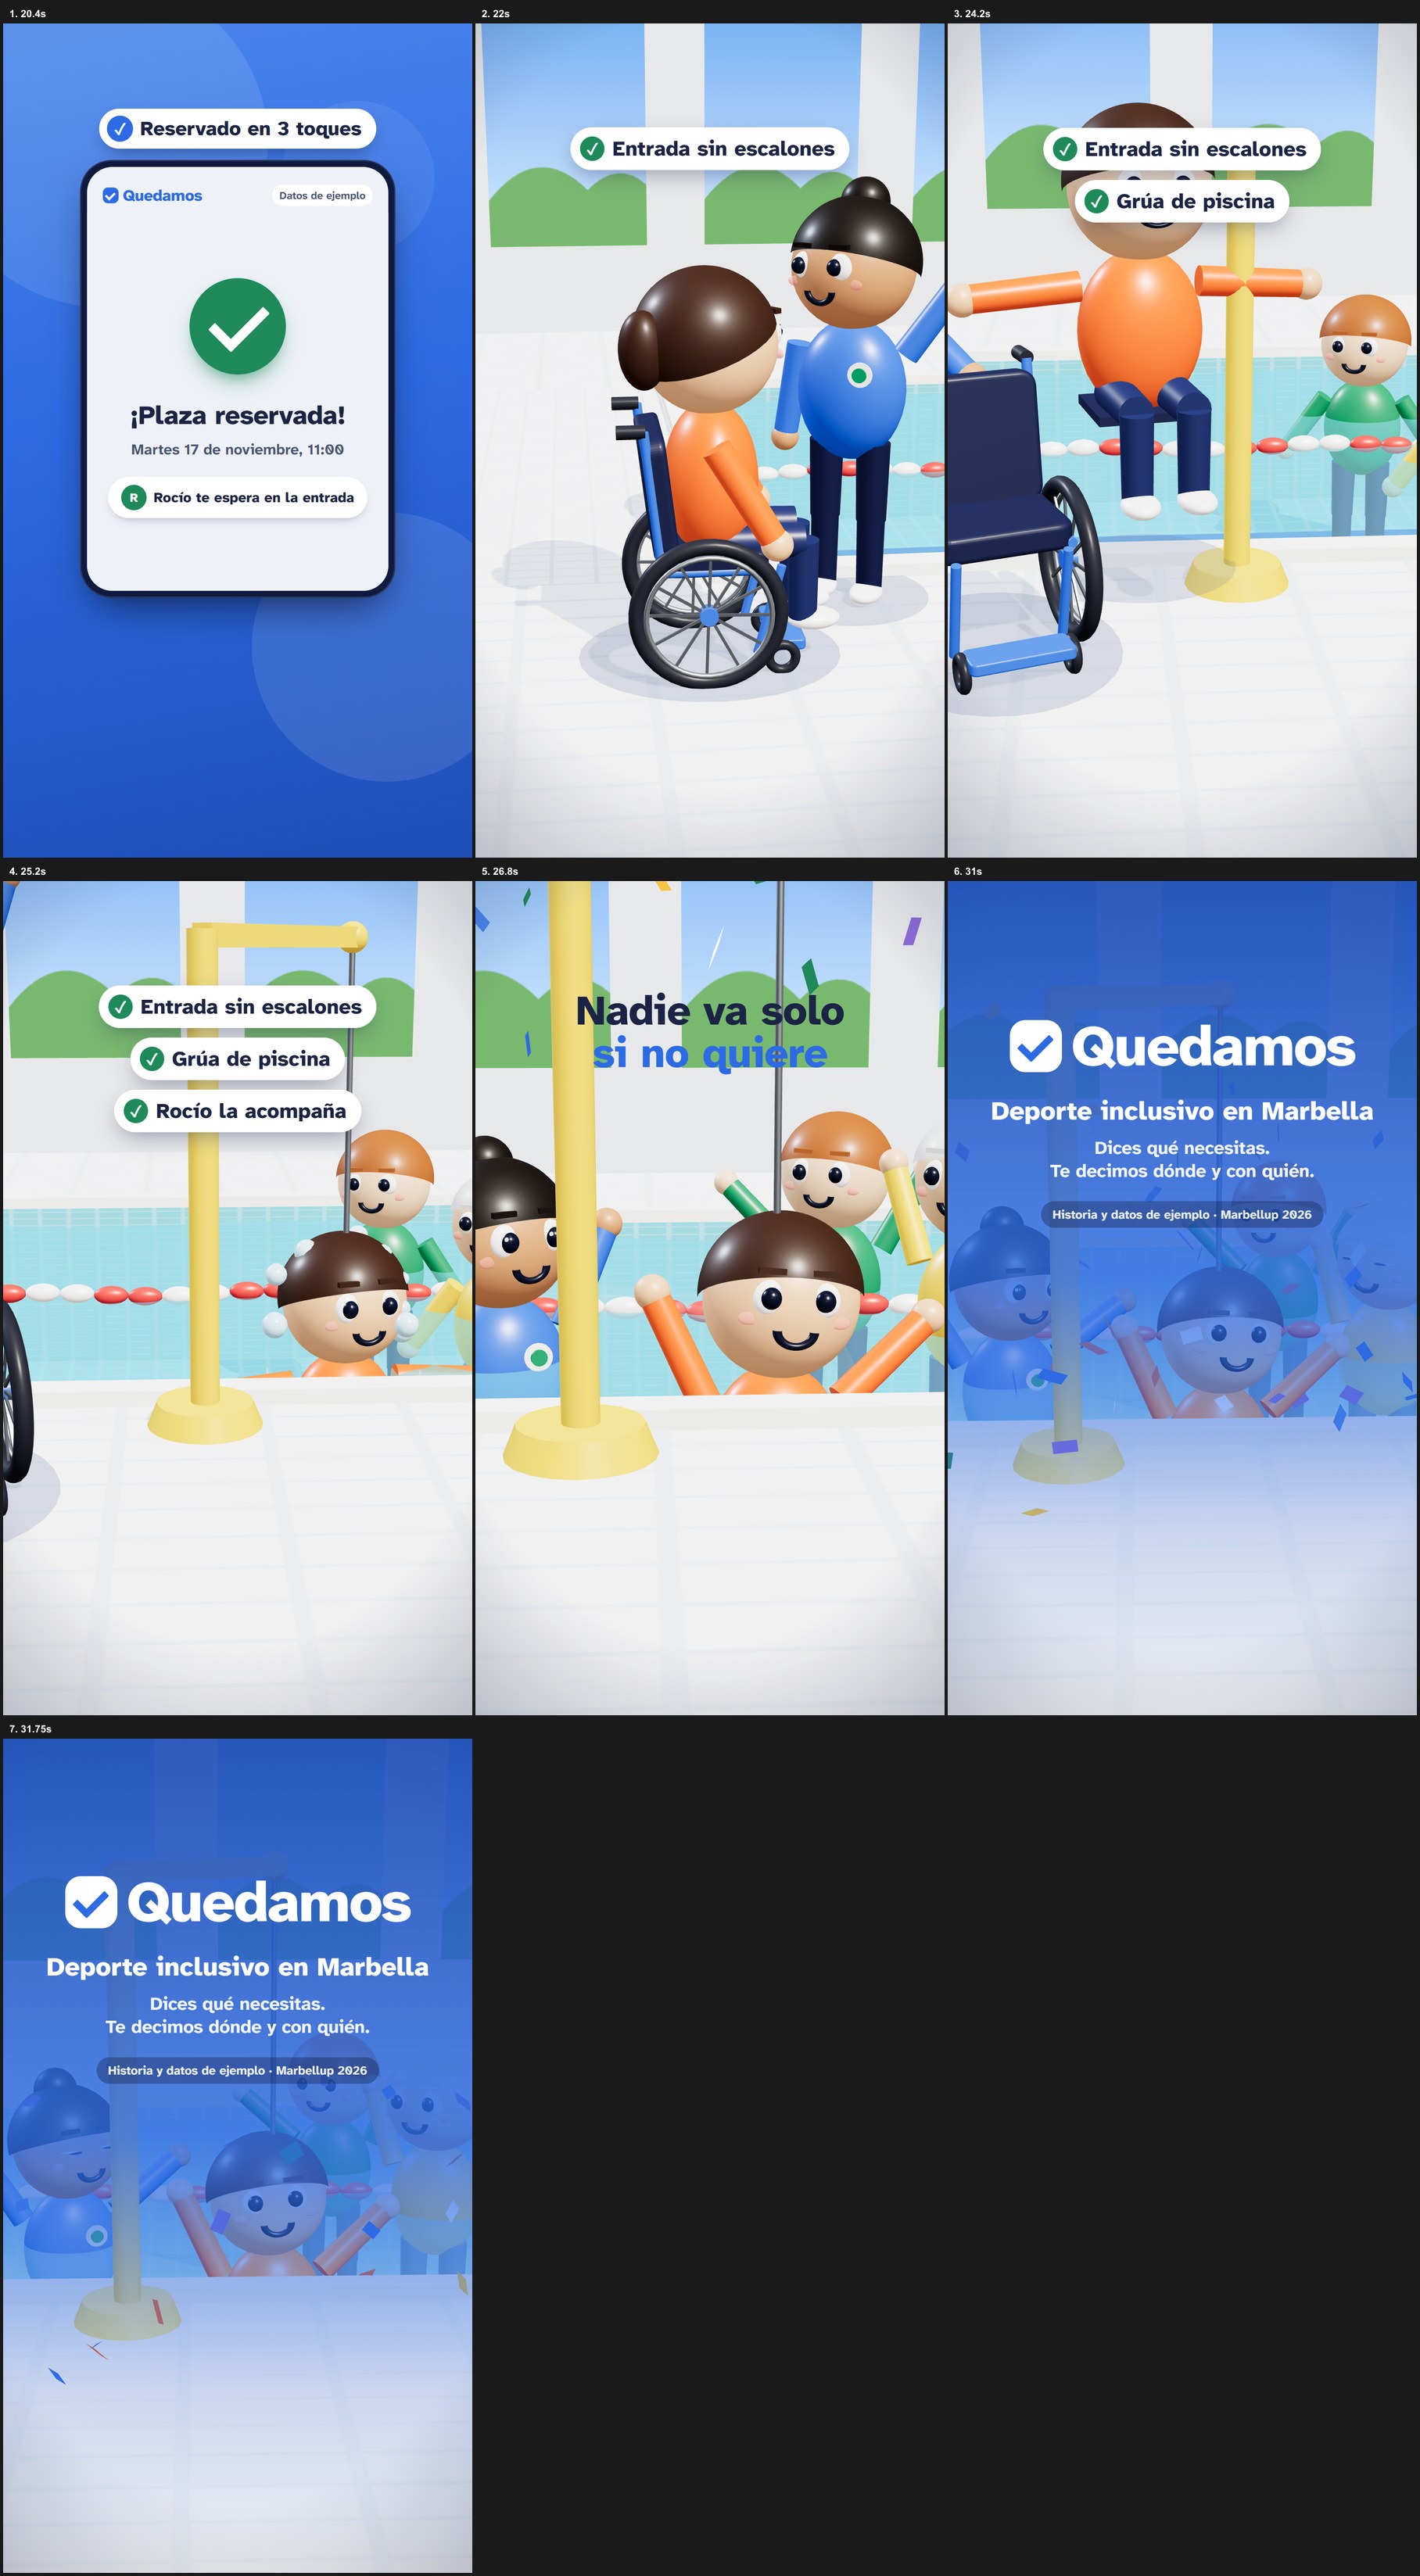 1. 20.4s
Reservado en 3 toques
Quedamos
Datos de ejemplo
¡Plaza reservada!
Martes 17 de noviembre, 11:00
R Rocío te espera en la entrada
2. 22s
Entrada sin escalones
3. 24.2s
Entrada sin escalones
Grúa de piscina
4. 25.2s
Entrada sin escalones
Grúa de piscina
Rocío la acompaña
5. 26.8s
Nadie va solo
si no quiere
6. 31s
Quedamos
Deporte inclusivo en Marbella
Dices qué necesitas.
Te decimos dónde y con quién.
Historia y datos de ejemplo · Marbellup 2026
7. 31.75s
Quedamos
Deporte inclusivo en Marbella
Dices qué necesitas.
Te decimos dónde y con quién.
Historia y datos de ejemplo · Marbellup 2026